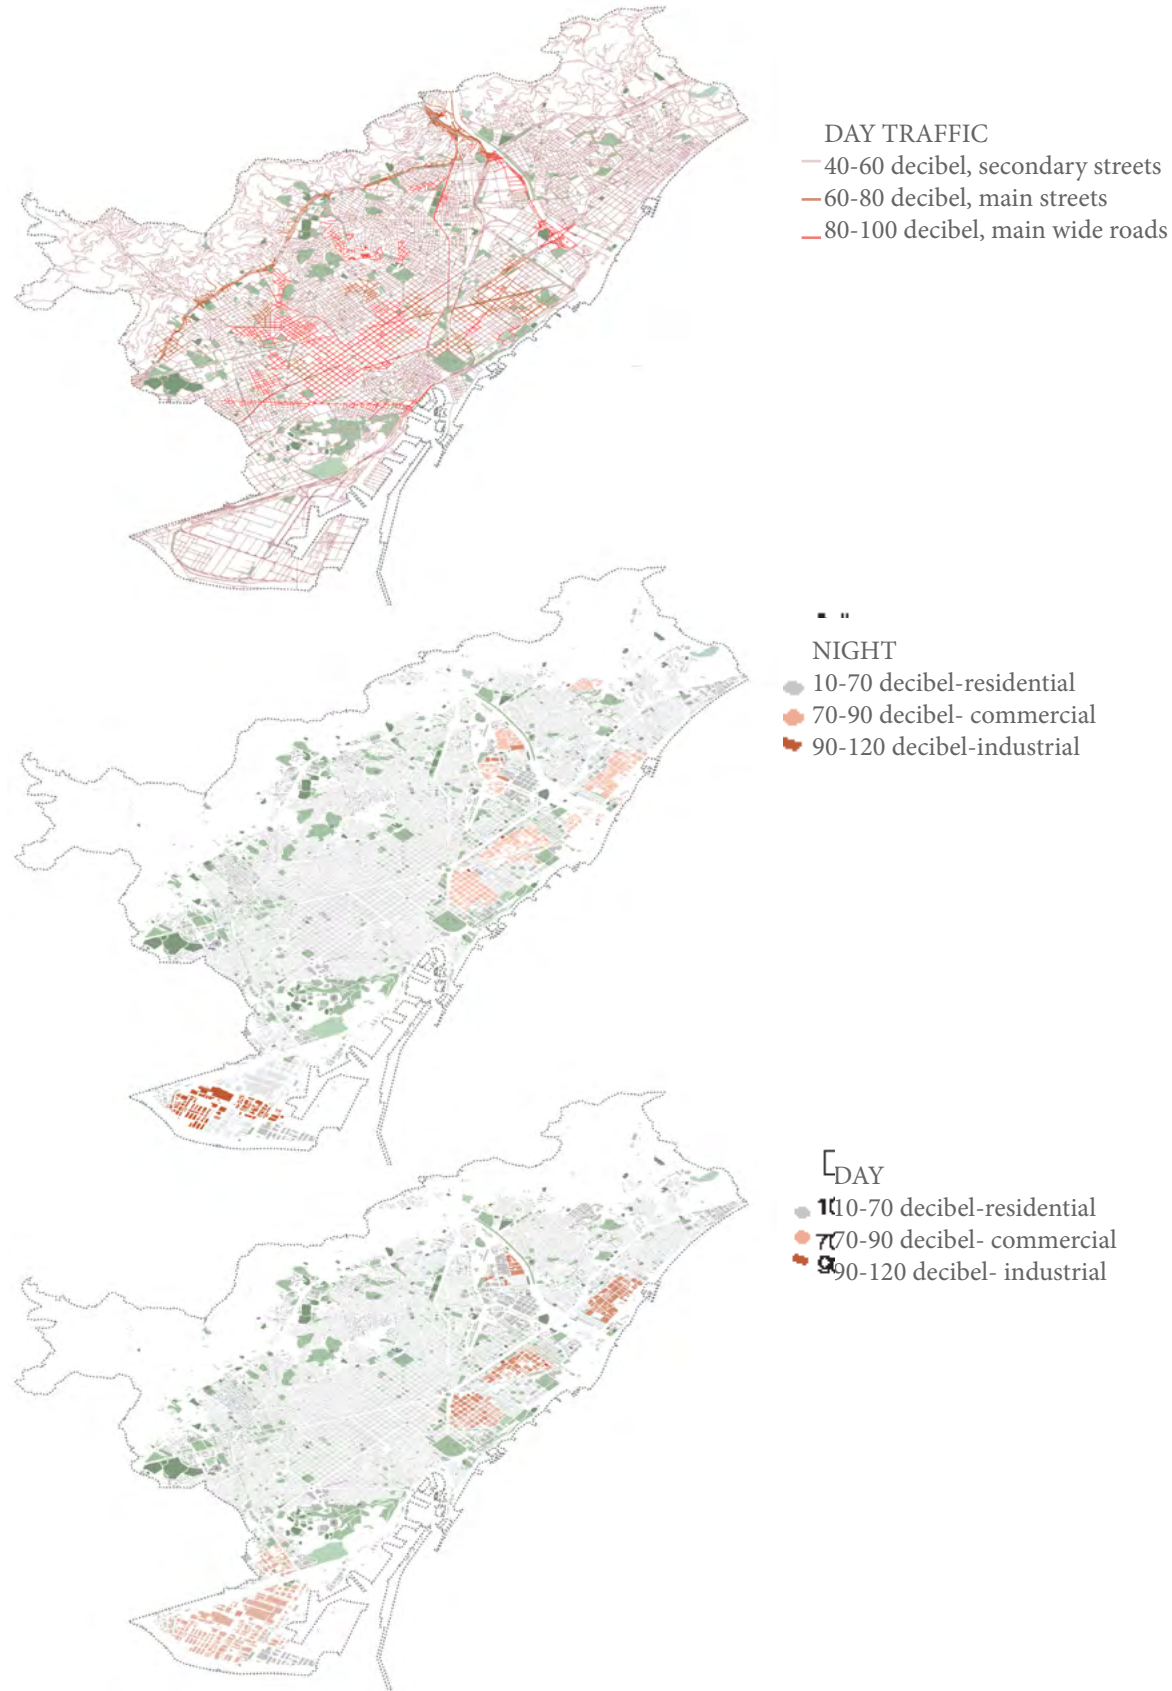 DAY TRAFFIC
40-60 decibel, secondary streets
60-80 decibel, main streets
80-100 decibel, main wide roads
NIGHT
10-70 decibel-residential
70-90 decibel- commercial
90-120 decibel-industrial
DAY
10-70 decibel-residential
70-90 decibel- commercial
90-120 decibel- industrial